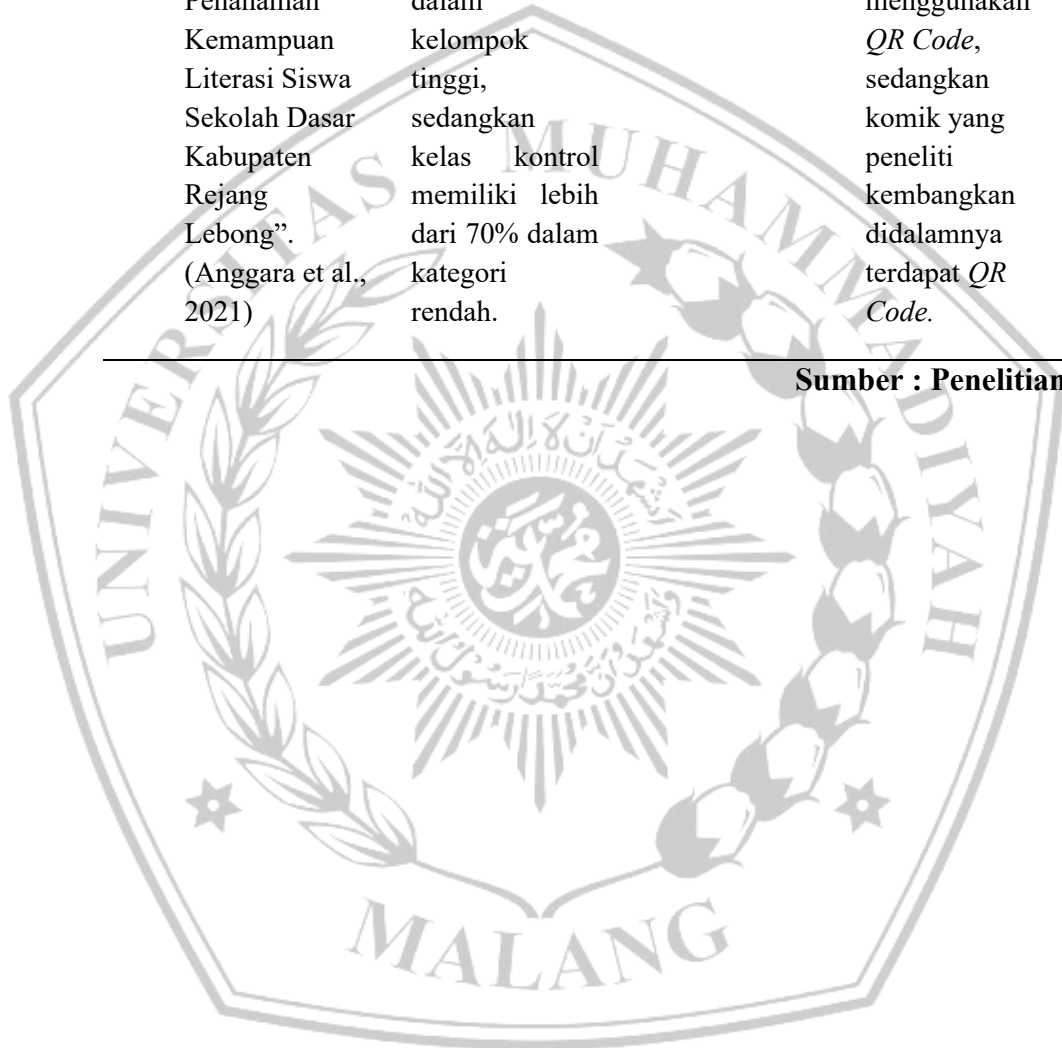 Penanaman
Kemampuan
Literasi Siswa
Sekolah Dasar
Kabupaten
Rejang
Lebong”.
(Anggara et al.,
2021)
dalam
kelompok
tinggi,
sedangkan
kelas kontrol
memiliki lebih
dari 70% dalam
kategori
rendah.
menggunakan
QR Code,
sedangkan
komik yang
peneliti
kembangkan
didalamnya
terdapat QR
Code.
Sumber : Penelitian
UNIVERSITAS MUHAMMADIYAH
MALANG